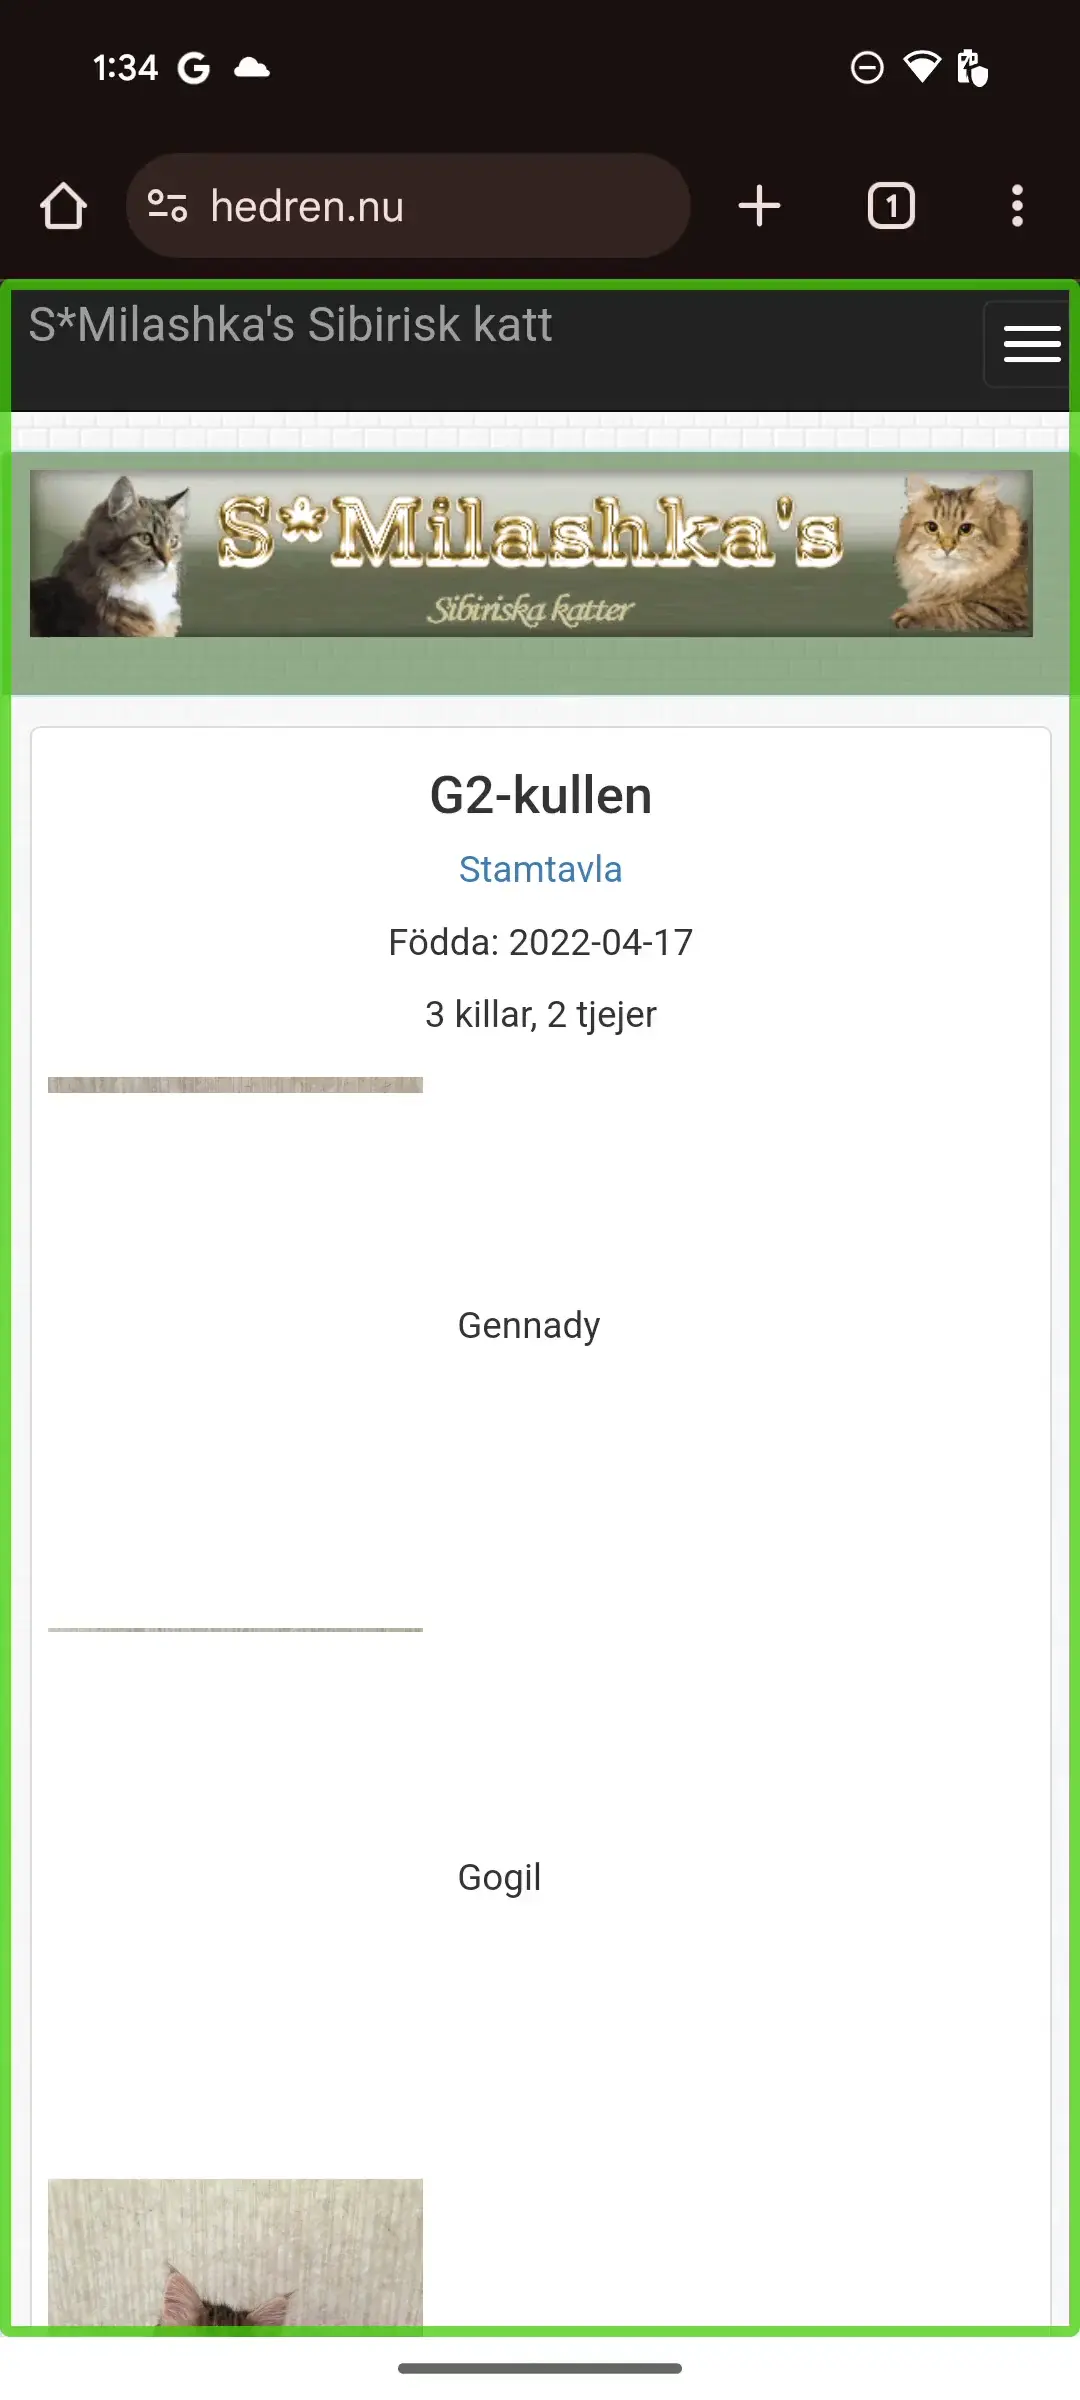 1:34
hedren.nu
1
S*Milashka's Sibirisk katt
S*Milashka's
Sibiriska katter
G2-kullen
Stamtavla
Födda: 2022-04-17
3 killar, 2 tjejer
Gennady
Gogil